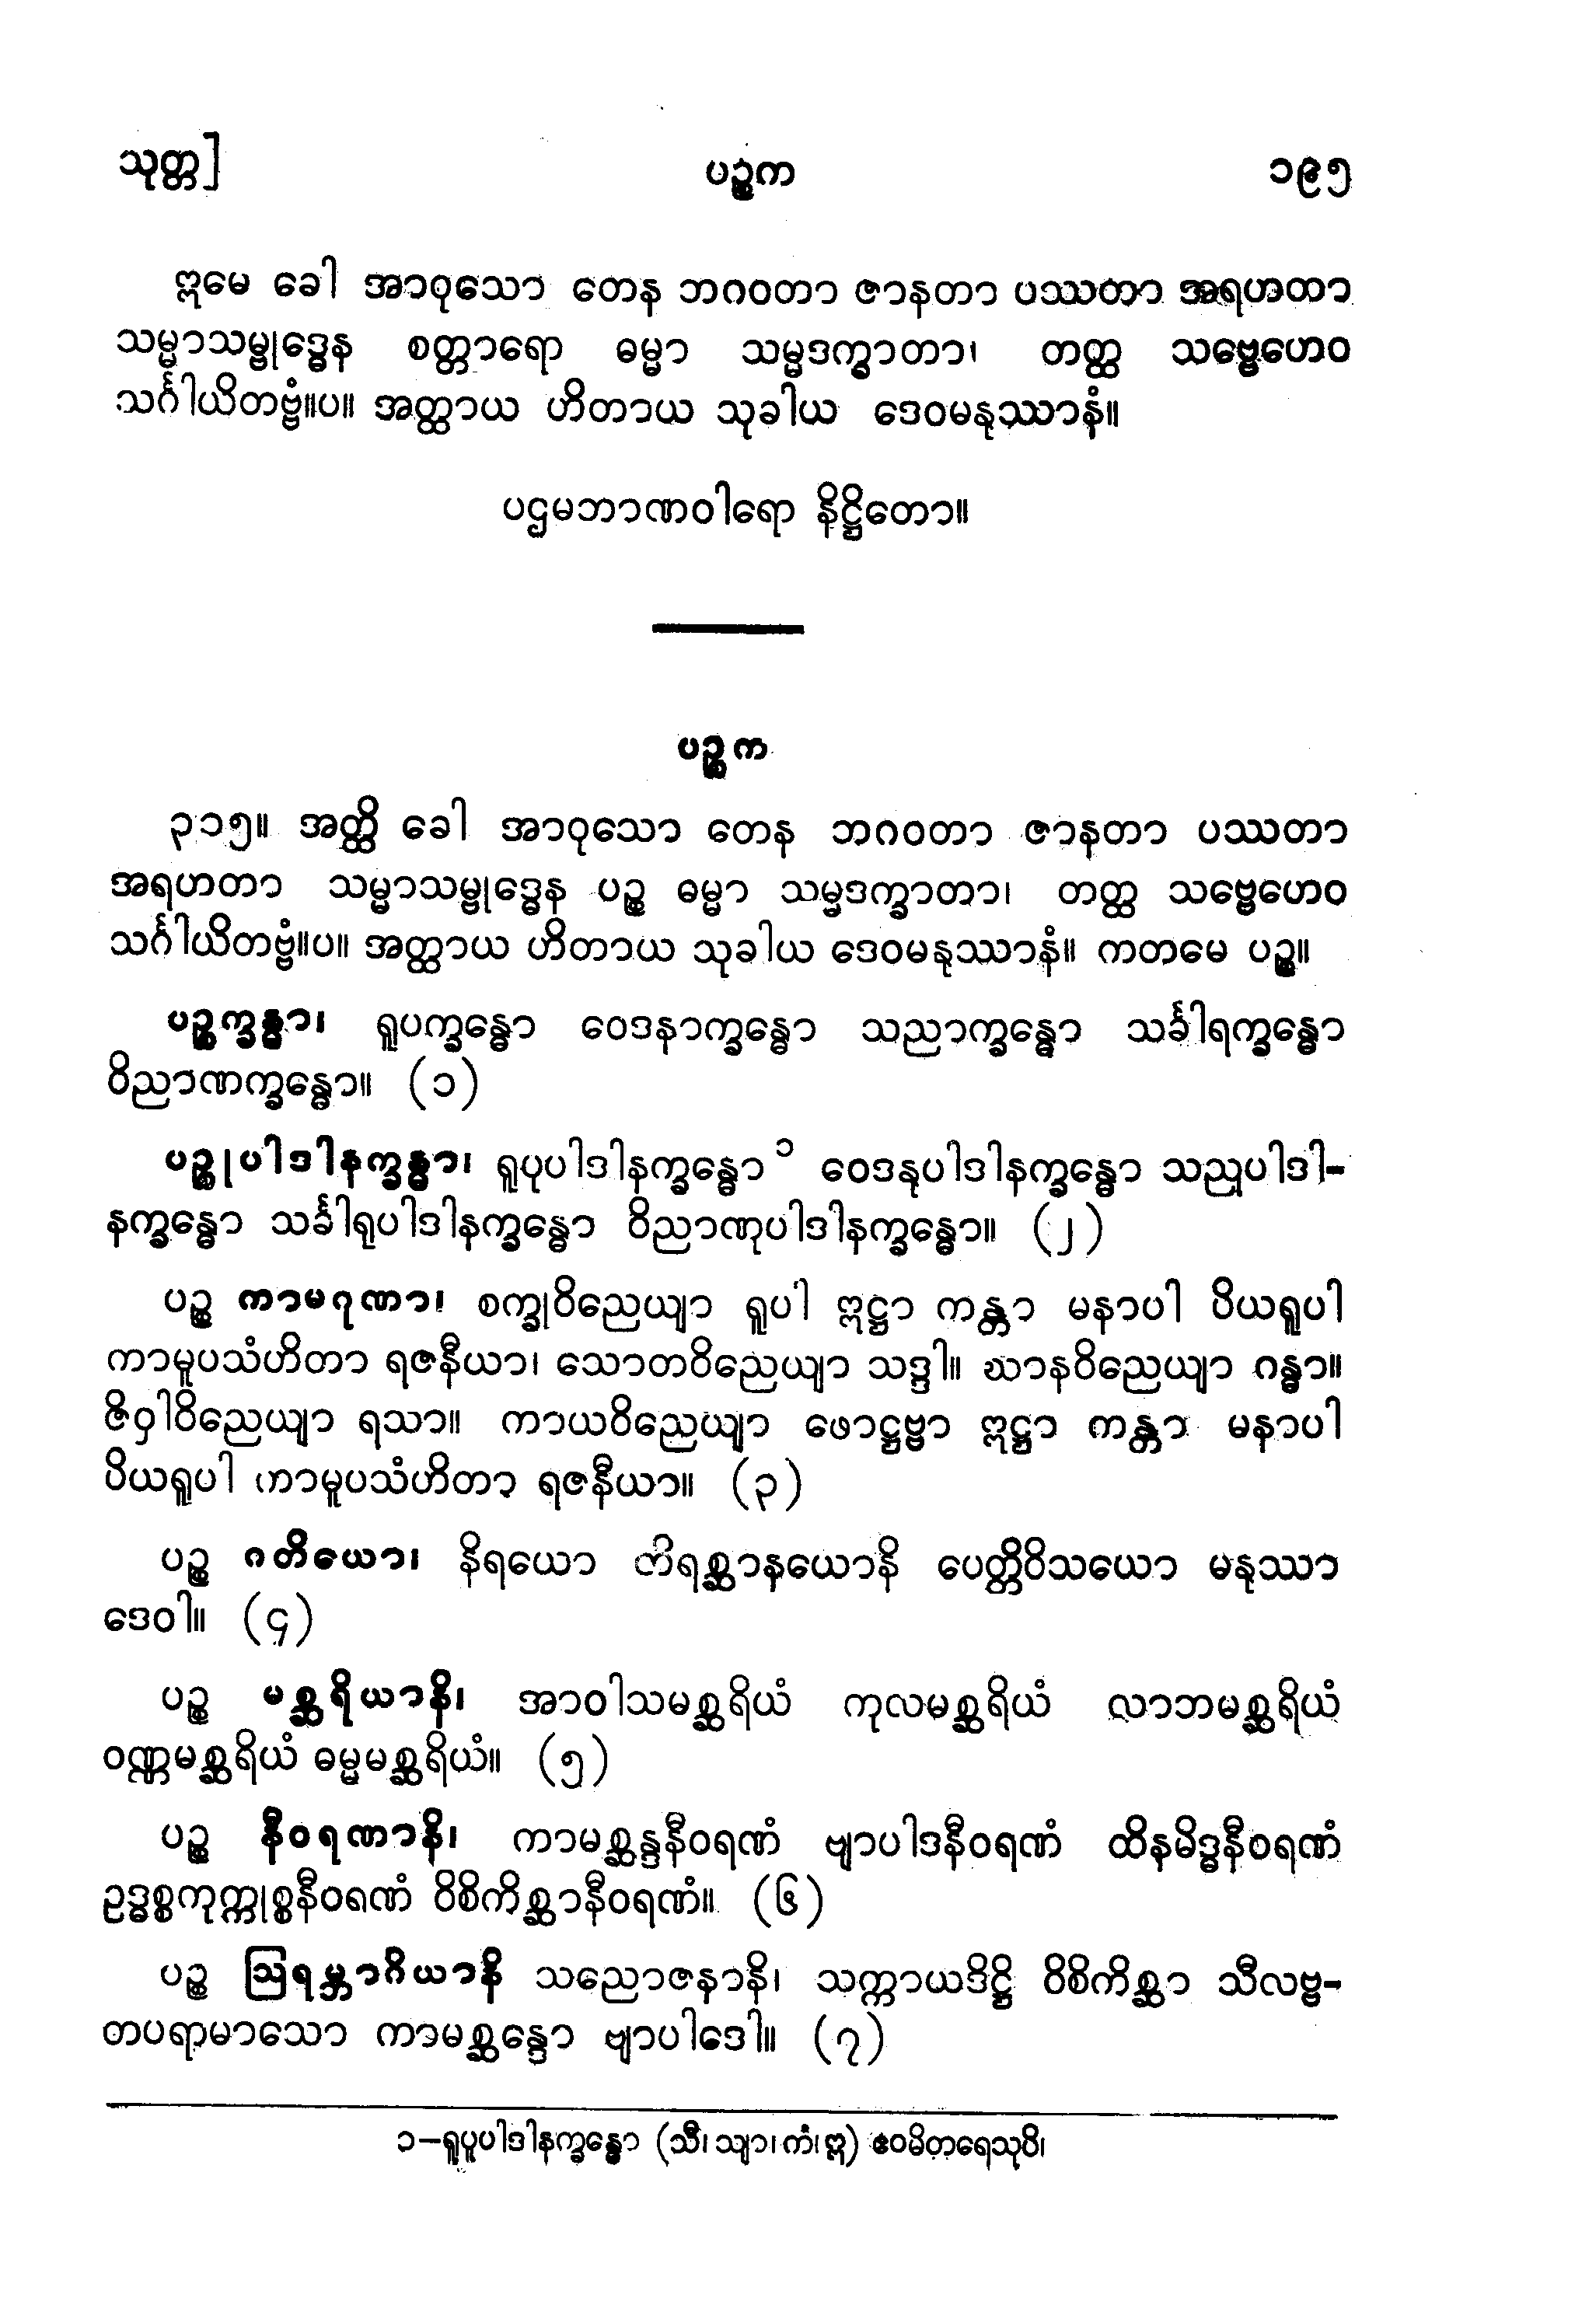 သုတ္တ] ပဉ္စက ၁၉၅
ဣမေ ခေါ အာဝုသော တေန ဘဂဝတာ ဇာနတာ ပဿတာ အရဟတာ
သမ္မာသမ္ဗုဒ္ဓေန စတ္တာရော ဓမ္မာ သမ္မဒက္ခာတာ၊ တတ္ထ သဗ္ဗေဟေဝ
သင်္ဂါယိတဗ္ဗံ။ပ။ အတ္ထာယ ဟိတာယ သုခါယ ဒေဝမနုဿာနံ။
ပဌမဘာဏဝါရော နိဋ္ဌိတော။
ပဉ္စက
၃၁၅။ အတ္ထိ ခေါ အာဝုသော တေန ဘဂဝတာ ဇာနတာ ပဿတာ
အရဟတာ သမ္မာသမ္ဗုဒ္ဓေန ပဉ္စ ဓမ္မာ သမ္မဒက္ခာတာ၊ တတ္ထ သဗ္ဗေဟေဝ
သင်္ဂါယိတဗ္ဗံ။ပ။ အတ္ထာယ ဟိတာယ သုခါယ ဒေဝမနုဿာနံ။ ကတမေ ပဉ္စ။
ပဉ္စက္ခန္ဓာ၊ ရူပက္ခန္ဓော ဝေဒနာက္ခန္ဓော သညာက္ခန္ဓော သင်္ခါရက္ခန္ဓော
ဝိညာဏက္ခန္ဓော။ (၁)
ပဉ္စုပါဒါနက္ခန္ဓာ၊ ရူပုပါဒါနက္ခန္ဓော ၁ ဝေဒနုပါဒါနက္ခန္ဓော သညုပါဒါ-
နက္ခန္ဓော သင်္ခါရုပါဒါနက္ခန္ဓော ဝိညာဏုပါဒါနက္ခန္ဓော။ (၂)
ပဉ္စ ကာမဂုဏာ၊ စက္ခုဝိညေယျာ ရူပါ ဣဋ္ဌာ ကန္တာ မနာပါ ပိယရူပါ
ကာမူပသံဟိတာ ရဇနီယာ၊ သောတဝိညေယျာ သဒ္ဒါ။ ဃာနဝိညေယျာ ဂန္ဓာ။
ဇိဝှါဝိညေယျာ ရသာ။ ကာယဝိညေယျာ ဖောဋ္ဌဗ္ဗာ ဣဋ္ဌာ ကန္တာ မနာပါ
ပိယရူပါ ကာမူပသံဟိတာ ရဇနီယာ။ (၃)
ပဉ္စ ဂတိယော၊ နိရယော တိရစ္ဆာနယောနိ ပေတ္တိဝိသယော မနုဿာ
ဒေဝါ။ (၄)
ပဉ္စ မစ္ဆရိယာနိ၊ အာဝါသမစ္ဆရိယံ ကုလမစ္ဆရိယံ လာဘမစ္ဆရိယံ
ဝဏ္ဏမစ္ဆရိယံ ဓမ္မမစ္ဆရိယံ။ (၅)
ပဉ္စ နီဝရဏာနိ၊ ကာမစ္ဆန္ဒနီဝရဏံ ဗျာပါဒနီဝရဏံ ထိနမိဒ္ဓနီဝရဏံ
ဥဒ္ဓစ္စကုက္ကုစ္စနီဝရဏံ ဝိစိကိစ္ဆာနီဝရဏံ။ (၆)
ပဉ္စ ဩရမ္ဘာဂိယာနိ သညောဇနာနိ၊ သက္ကာယဒိဋ္ဌိ ဝိစိကိစ္ဆာ သီလဗ္ဗ-
တပရာမာသော ကာမစ္ဆန္ဒော ဗျာပါဒေါ။ (၇)
၁–ရူပူပါဒါနက္ခန္ဓော (သီ၊ သျာ၊ ကံ၊ ဣ) ဧဝမိတရေသုပိ၊